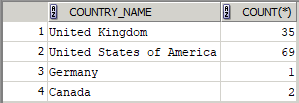 COUNTRY_NAME COUNT(*)
1 United Kingdom 35
2 United States of America 69
3 Germany 1
4 Canada 2